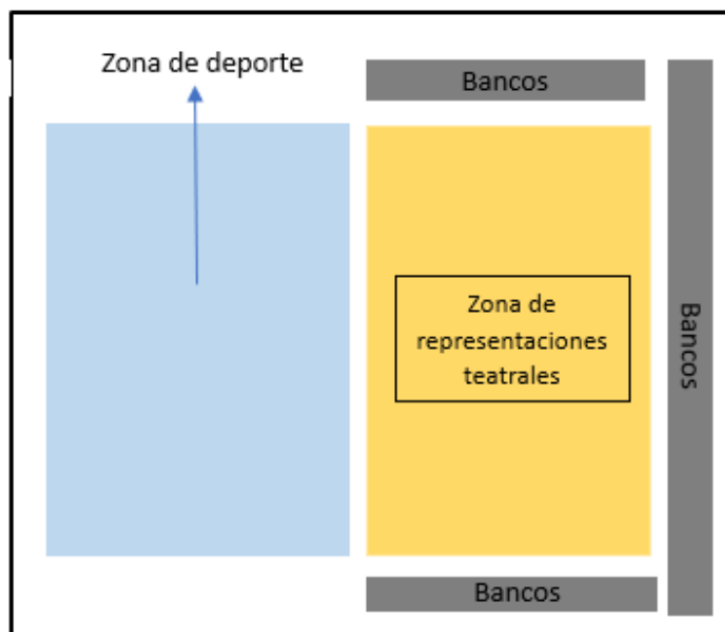 Zona de deporte
Bancos
Zona de
representaciones
teatrales
Bancos
Bancos